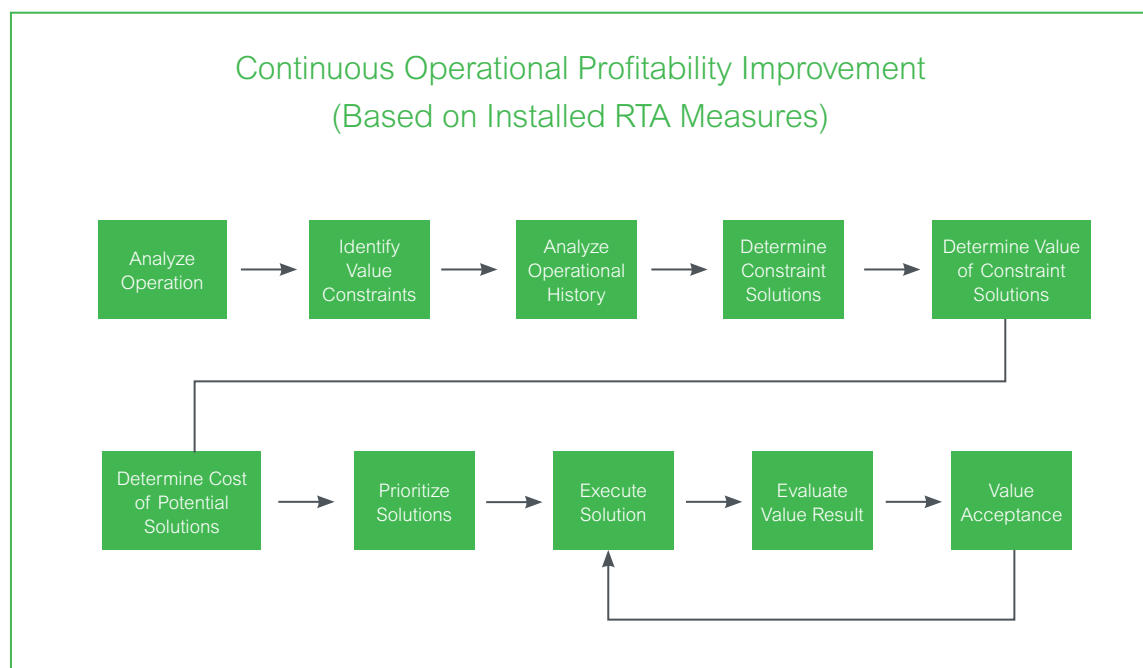 Continuous Operational Profitability Improvement
(Based on Installed RTA Measures)
Analyze
Operation
Identify
Value
Constraints
Analyze
Operational
History
Determine
Constraint
Solutions
Determine Value
of Constraint
Solutions
Determine Cost
of Potential
Solutions
Prioritize
Solutions
Execute
Solution
Evaluate
Value Result
Value
Acceptance